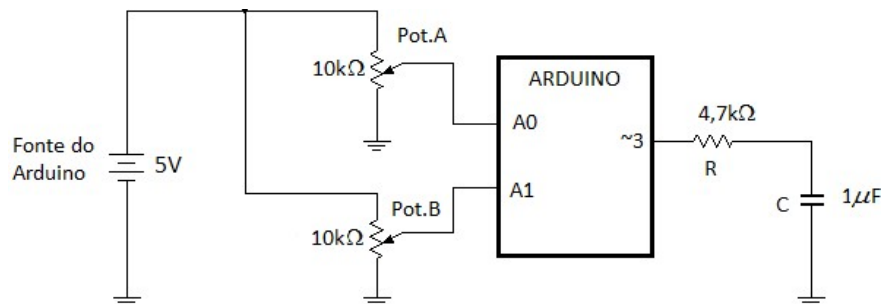 Pot.A
10kΩ
ARDUINO
4,7kΩ
Fonte do
Arduino
5V
A0
~3
R
A1
C
1μF
Pot.B
10kΩ